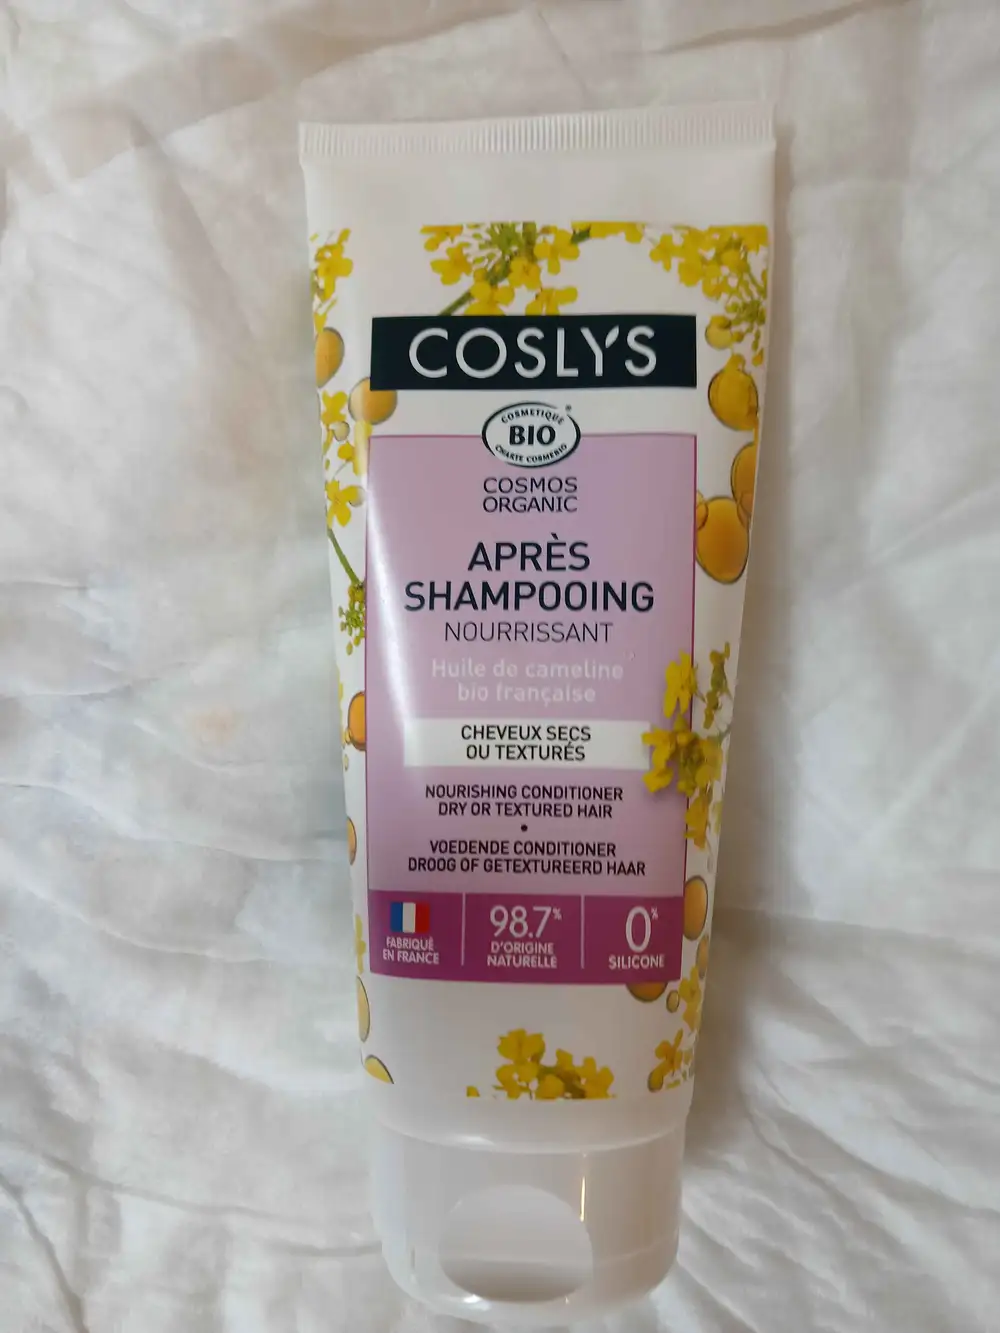 COSLYS
COSMETIQUE
BIO
CHARTE COSMEBIO
COSMOS
ORGANIC
APRÈS
SHAMPOOING
NOURRISSANT
Huile de cameline
bio française
CHEVEUX SECS
OU TEXTURÉS
NOURISHING CONDITIONER
DRY OR TEXTURED HAIR
•
VOEDENDE CONDITIONER
DROOG OF GETEXTUREERD HAAR
FABRIQUÉ
EN FRANCE
98.7%
D'ORIGINE
NATURELLE
0%
SILICONE